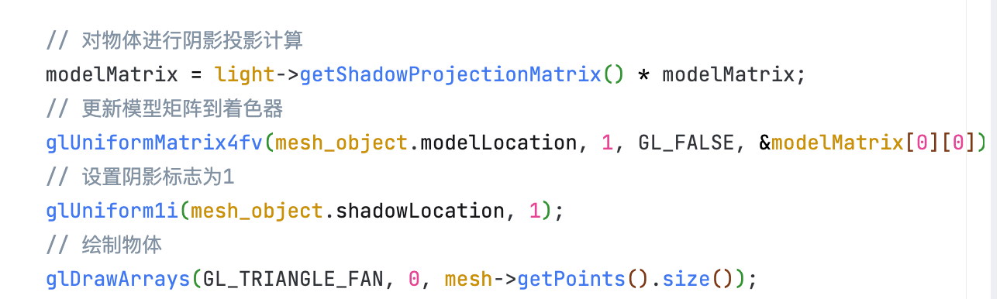 // 对物体进行阴影投影计算
modelMatrix = light->getShadowProjectionMatrix() * modelMatrix;
// 更新模型矩阵到着色器
glUniformMatrix4fv(mesh_object.modelLocation, 1, GL_FALSE, &modelMatrix[0][0])
// 设置阴影标志为1
glUniform1i(mesh_object.shadowLocation, 1);
// 绘制物体
glDrawArrays(GL_TRIANGLE_FAN, 0, mesh->getPoints().size());